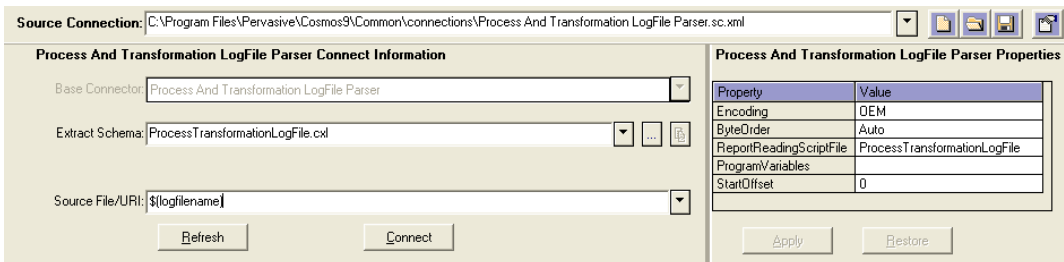 Source Connection: C:\Program Files\Pervasive\Cosmos9\Common\connections\Process And Transformation LogFile Parser.sc.xml
Process And Transformation LogFile Parser Connect Information
Base Connector: Process And Transformation LogFile Parser
Extract Schema: ProcessTransformationLogFile.cxl
...
Source File/URI: $(logfilename)
Refresh Connect
Process And Transformation LogFile Parser Properties
Property Value
Encoding OEM
ByteOrder Auto
ReportReadingScriptFile ProcessTransformationLogFile
ProgramVariables
StartOffset 0
Apply Restore